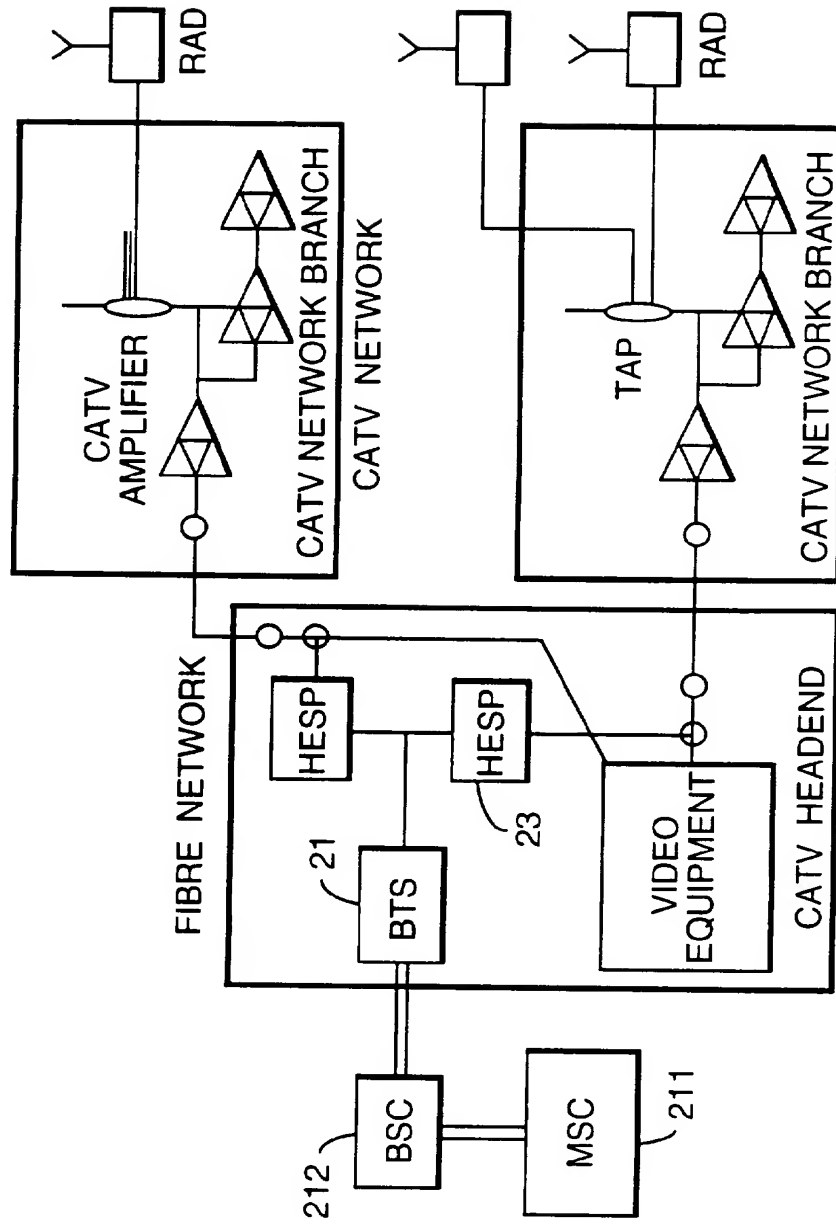 RAD
RAD
CATV
AMPLIFIER
CATV NETWORK BRANCH
CATV NETWORK
TAP
CATV NETWORK BRANCH
FIBRE NETWORK
HESP
HESP
23
21
BTS
VIDEO
EQUIPMENT
CATV HEADEND
212
BSC
MSC
211